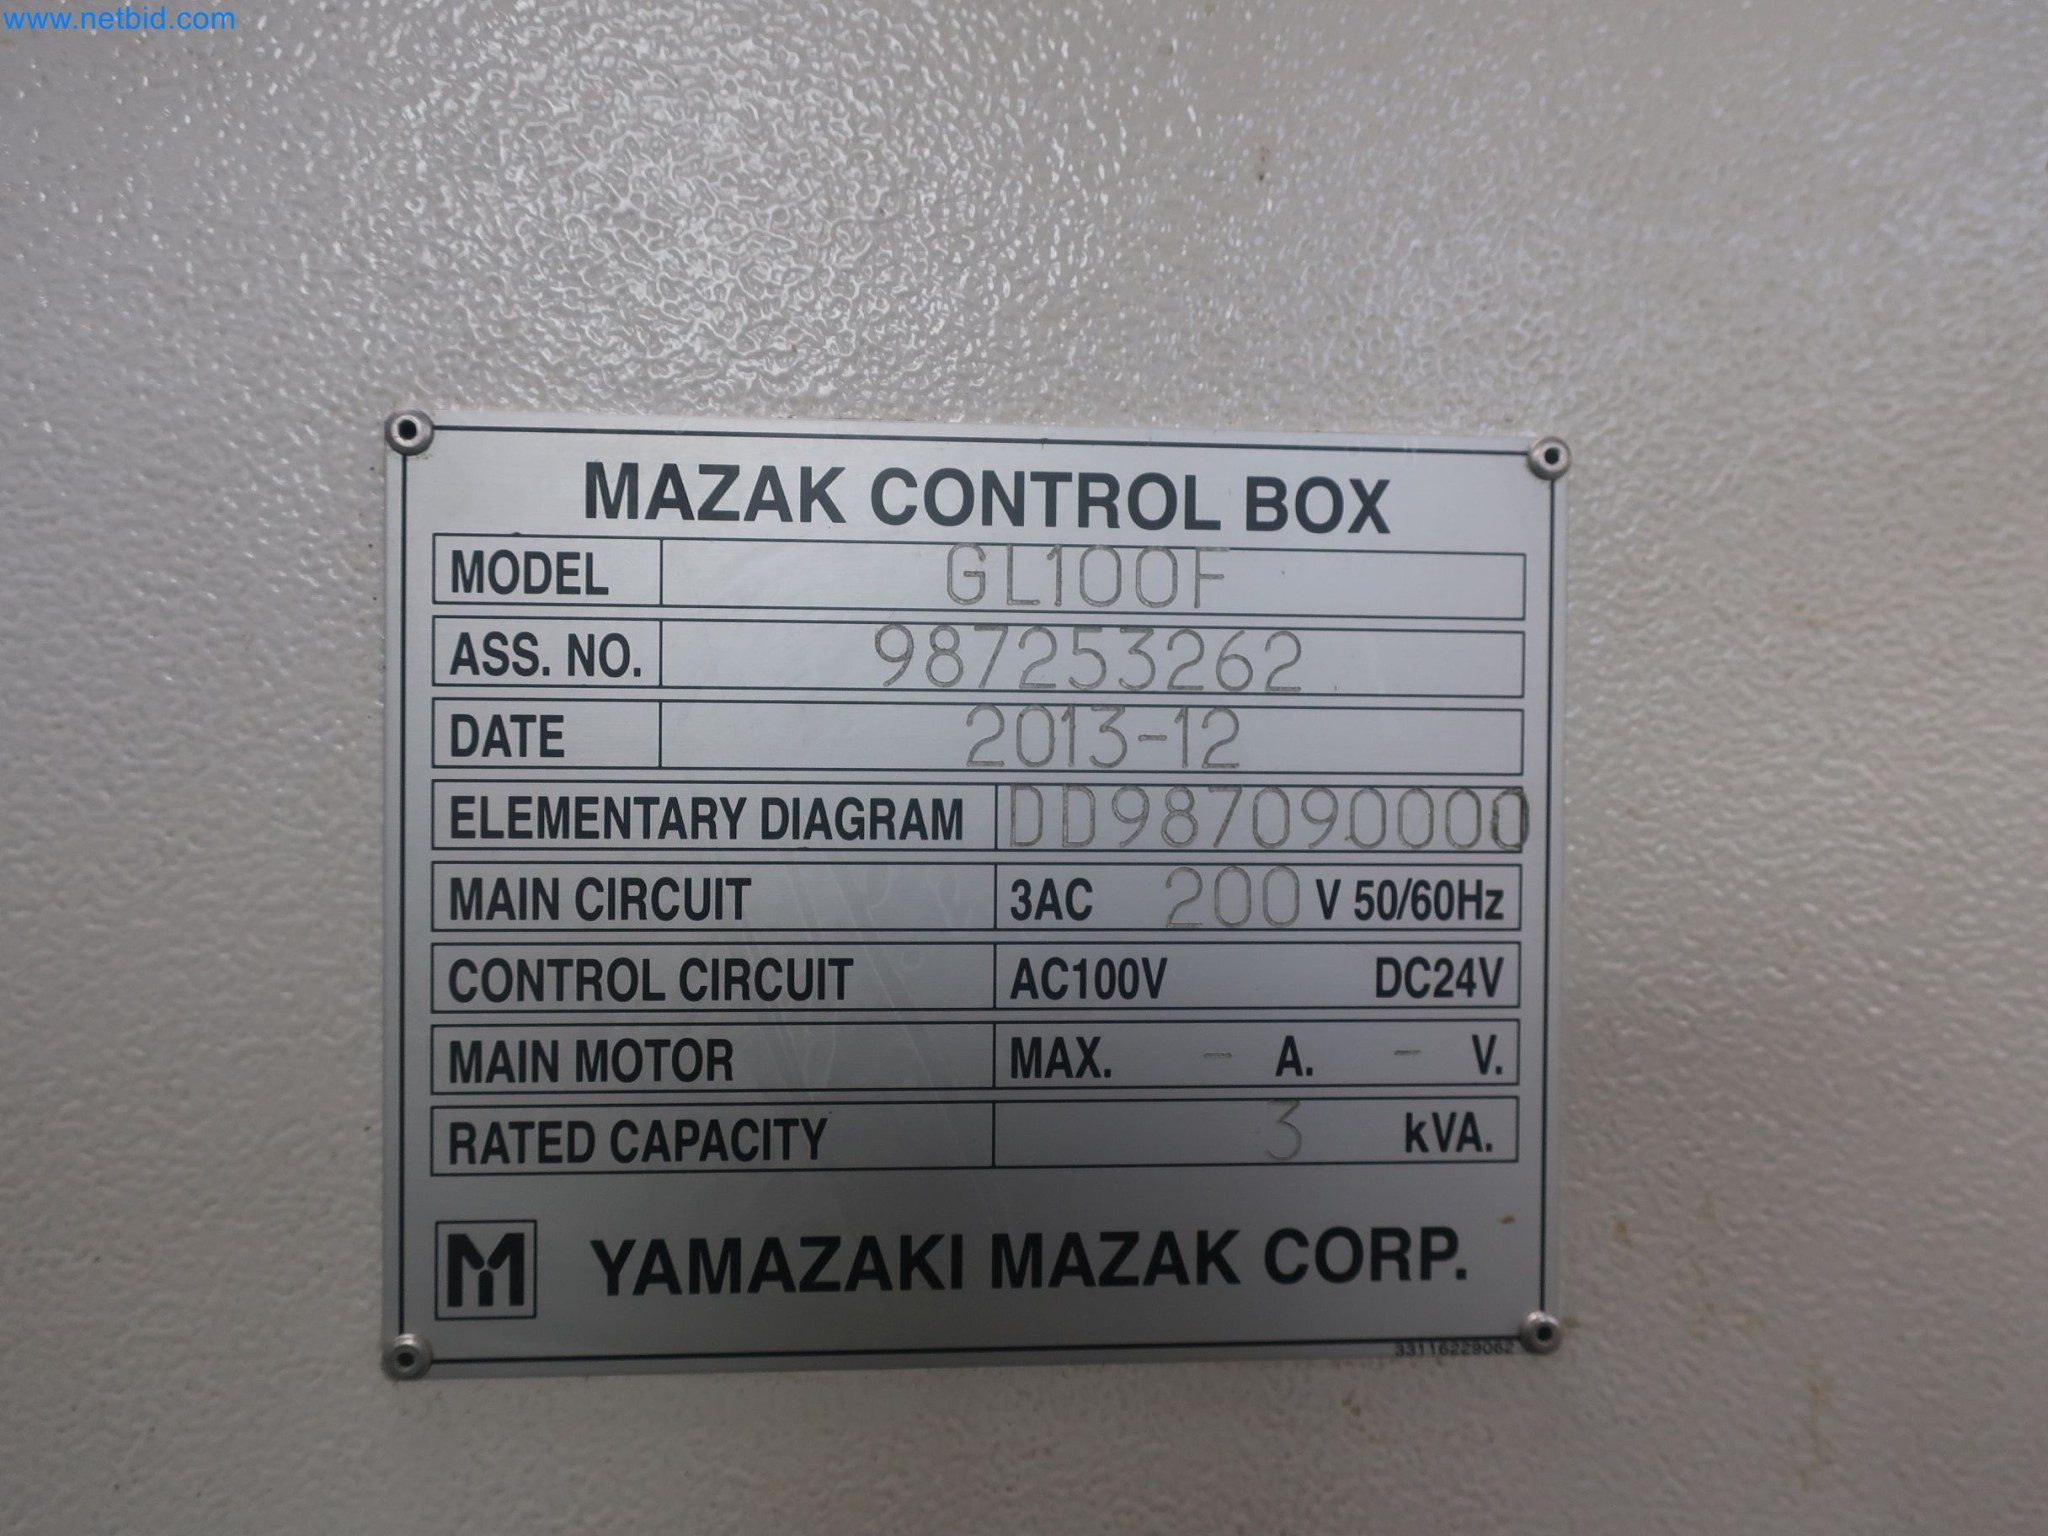 www.netbid.com
MAZAK CONTROL BOX
MODEL GL100F
ASS. NO. 987253262
DATE 2013-12
ELEMENTARY DIAGRAM DD987090000
MAIN CIRCUIT 3AC 200 V 50/60Hz
CONTROL CIRCUIT AC100V DC24V
MAIN MOTOR MAX. - A. - V.
RATED CAPACITY 3 kVA.
M YAMAZAKI MAZAK CORP.
33116229062